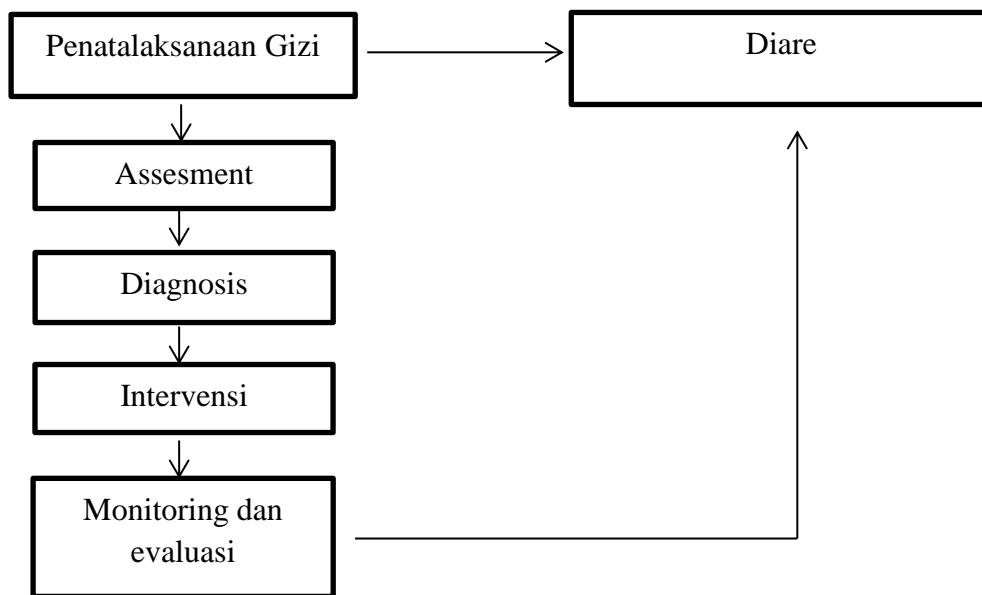 Penatalaksanaan Gizi
Diare
Assesment
Diagnosis
Intervensi
Monitoring dan
evaluasi